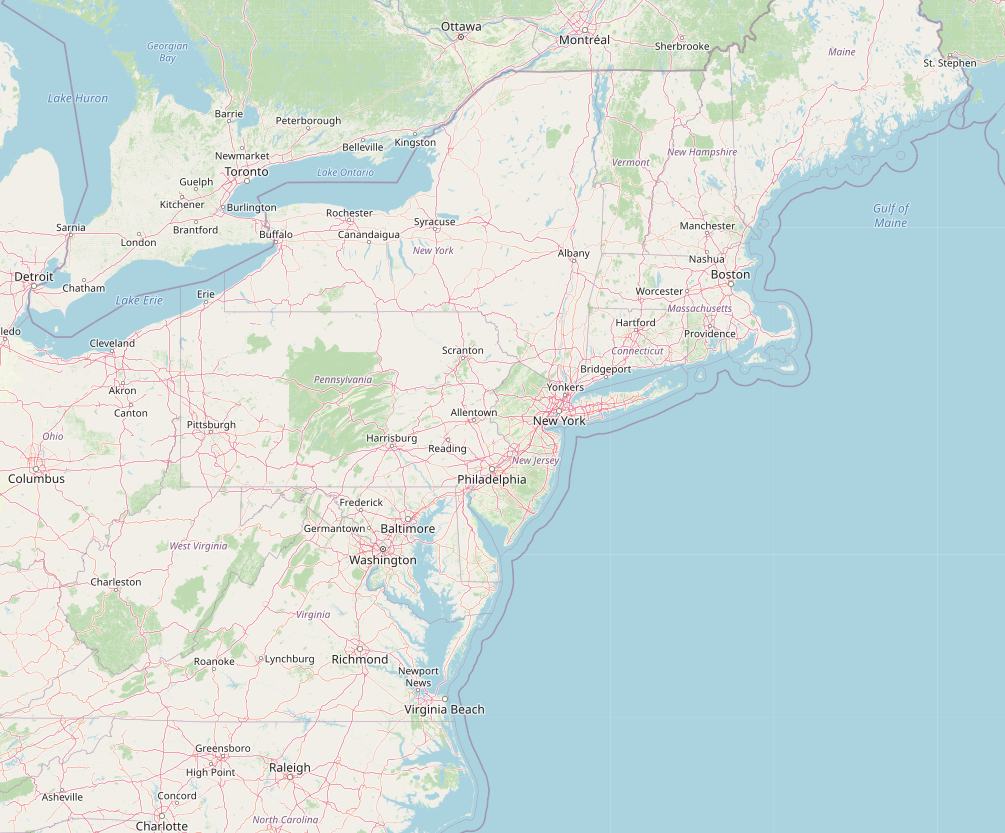 Ottawa
Montréal
Sherbrooke
Georgian
Bay
Maine
St. Stephen
Lake Huron
Barrie
Peterborough
Belleville
Kingston
Newmarket
Toronto
Vermont
New Hampshire
Lake Ontario
Guelph
Kitchener
Burlington
Rochester
Syracuse
Gulf of
Maine
Sarnia
London
Brantford
Buffalo
Canandaigua
New York
Albany
Manchester
Nashua
Boston
Detroit
Chatham
Lake Erie
Erie
Worcester
Massachusetts
ledo
Cleveland
Hartford
Providence
Scranton
Connecticut
Bridgeport
Akron
Pennsylvania
Yonkers
Canton
Pittsburgh
Allentown
New York
Ohio
Harrisburg
Reading
New Jersey
Columbus
Philadelphia
Frederick
Germantown
Baltimore
West Virginia
Washington
Charleston
Virginia
Roanoke
Lynchburg
Richmond
Newport
News
Virginia Beach
Greensboro
High Point
Raleigh
Asheville
Concord
Charlotte
North Carolina